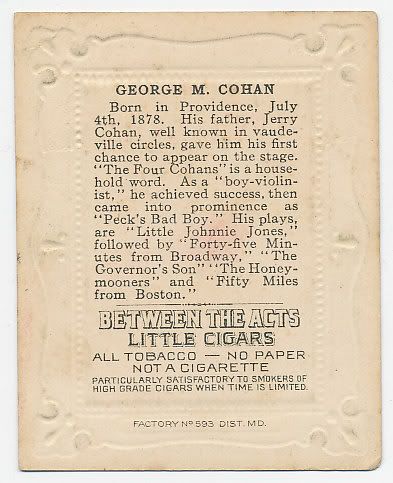 GEORGE M. COHAN
Born in Providence, July
4th, 1878. His father, Jerry
Cohan, well known in vaude-
ville circles, gave him his first
chance to appear on the stage.
"The Four Cohans" is a house-
hold word. As a "boy-violin-
ist," he achieved success, then
came into prominence as
"Peck's Bad Boy." His plays,
are "Little Johnnie Jones,"
followed by "Forty-five Min-
utes from Broadway," "The
Governor's Son" "The Honey-
mooners" and "Fifty Miles
from Boston."
BETWEEN THE ACTS
LITTLE CIGARS
ALL TOBACCO — NO PAPER
NOT A CIGARETTE
PARTICULARLY SATISFACTORY TO SMOKERS OF
HIGH GRADE CIGARS WHEN TIME IS LIMITED.
FACTORY Nº 593 DIST. MD.